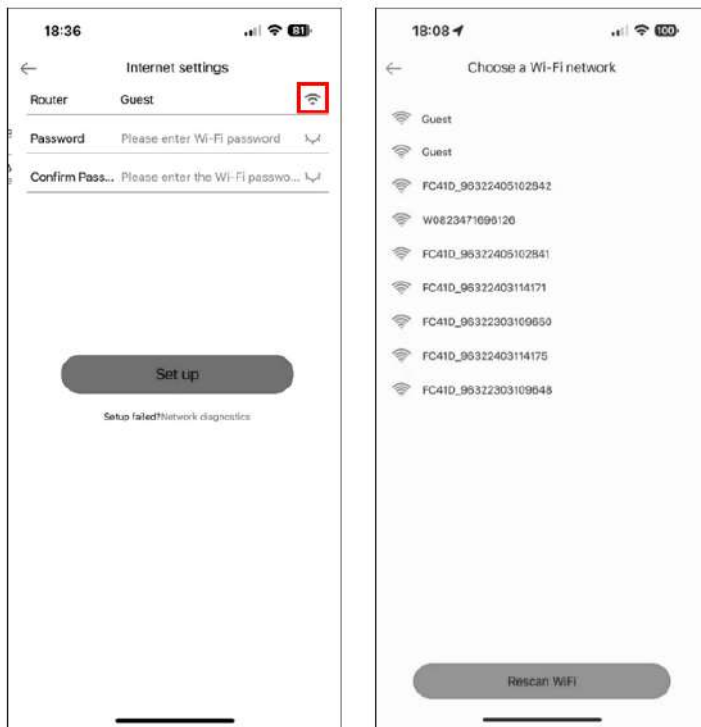 18:36
81
Internet settings
Router Guest
Password Please enter Wi-Fi password
Confirm Pass... Please enter the Wi-Fi passwo...
Set up
Setup failed?Network diagnostics
18:08
100
Choose a Wi-Fi network
Guest
Guest
FC41D_96322405102842
W0823471696126
FC41D_96322405102841
FC41D_96322403114171
FC41D_96322303109650
FC41D_96322403114175
FC41D_96322303109648
Rescan WiFi